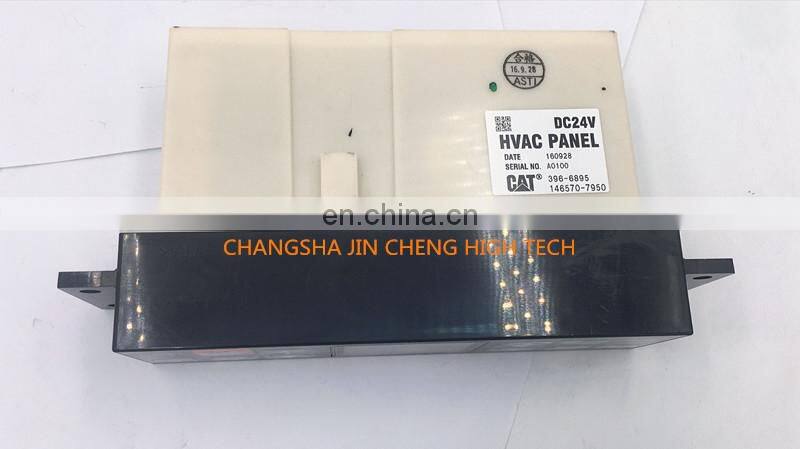 合格
16.9.28
ASTI
DC24V
HVAC PANEL
DATE 160928
SERIAL NO. A0100
CAT® 396-6895
146570-7950
en.china.cn
CHANGSHA JIN CHENG HIGH TECH